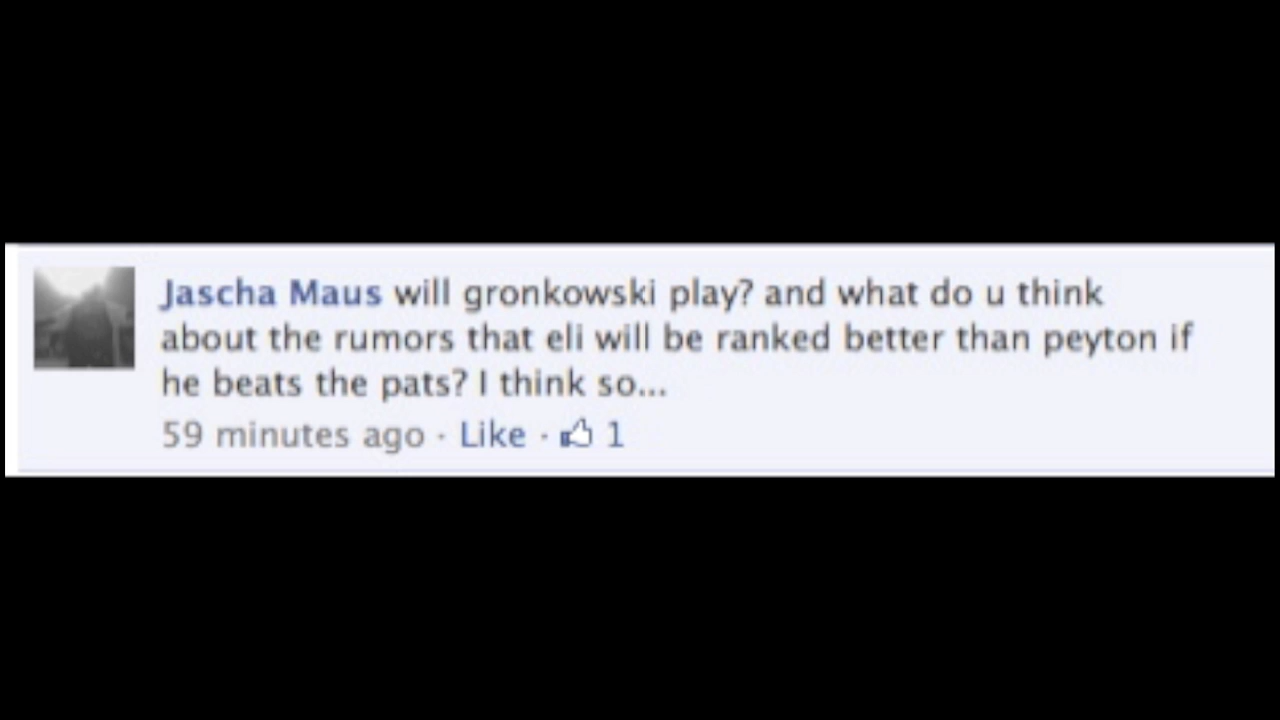 Jascha Maus will gronkowski play? and what do u think
about the rumors that eli will be ranked better than peyton if
he beats the pats? I think so...
59 minutes ago · Like · 1